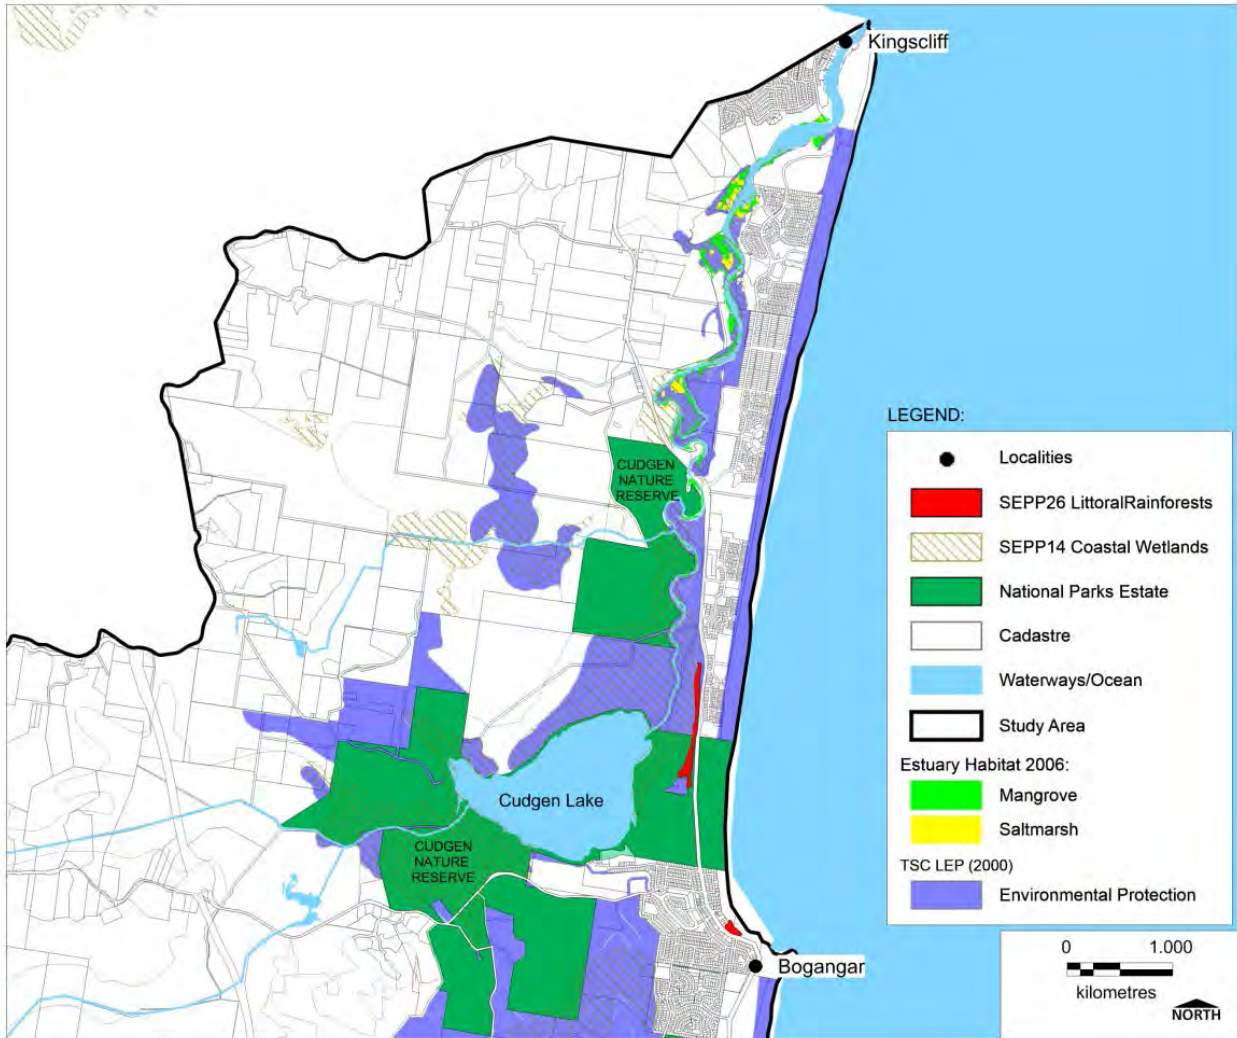 Kingscliff
LEGEND:
Localities
CUDGEN
NATURE
RESERVE
SEPP26 LittoralRainforests
SEPP14 Coastal Wetlands
National Parks Estate
Cadastre
Waterways/Ocean
Study Area
Estuary Habitat 2006:
Mangrove
Cudgen Lake
Saltmarsh
CUDGEN
NATURE
RESERVE
TSC LEP (2000)
Environmental Protection
0 1.000
Bogangar
kilometres
NORTH